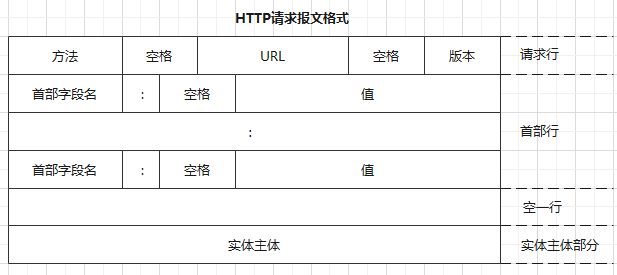 HTTP请求报文格式
方法 空格 URL 空格 版本 请求行
首部字段名 : 空格 值
: 首部行
首部字段名 : 空格 值
空一行
实体主体 实体主体部分